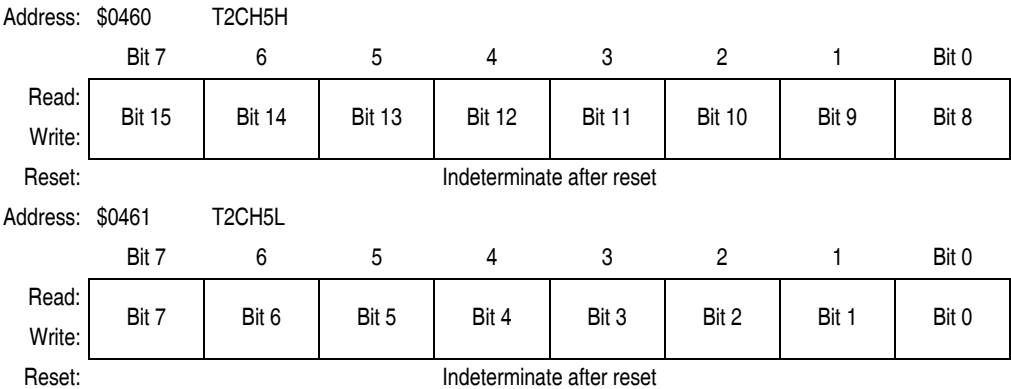 Address: $0460 T2CH5H
Bit 7 6 5 4 3 2 1 Bit 0
Read:
Bit 15 Bit 14 Bit 13 Bit 12 Bit 11 Bit 10 Bit 9 Bit 8
Write:
Reset: Indeterminate after reset
Address: $0461 T2CH5L
Bit 7 6 5 4 3 2 1 Bit 0
Read:
Bit 7 Bit 6 Bit 5 Bit 4 Bit 3 Bit 2 Bit 1 Bit 0
Write:
Reset: Indeterminate after reset